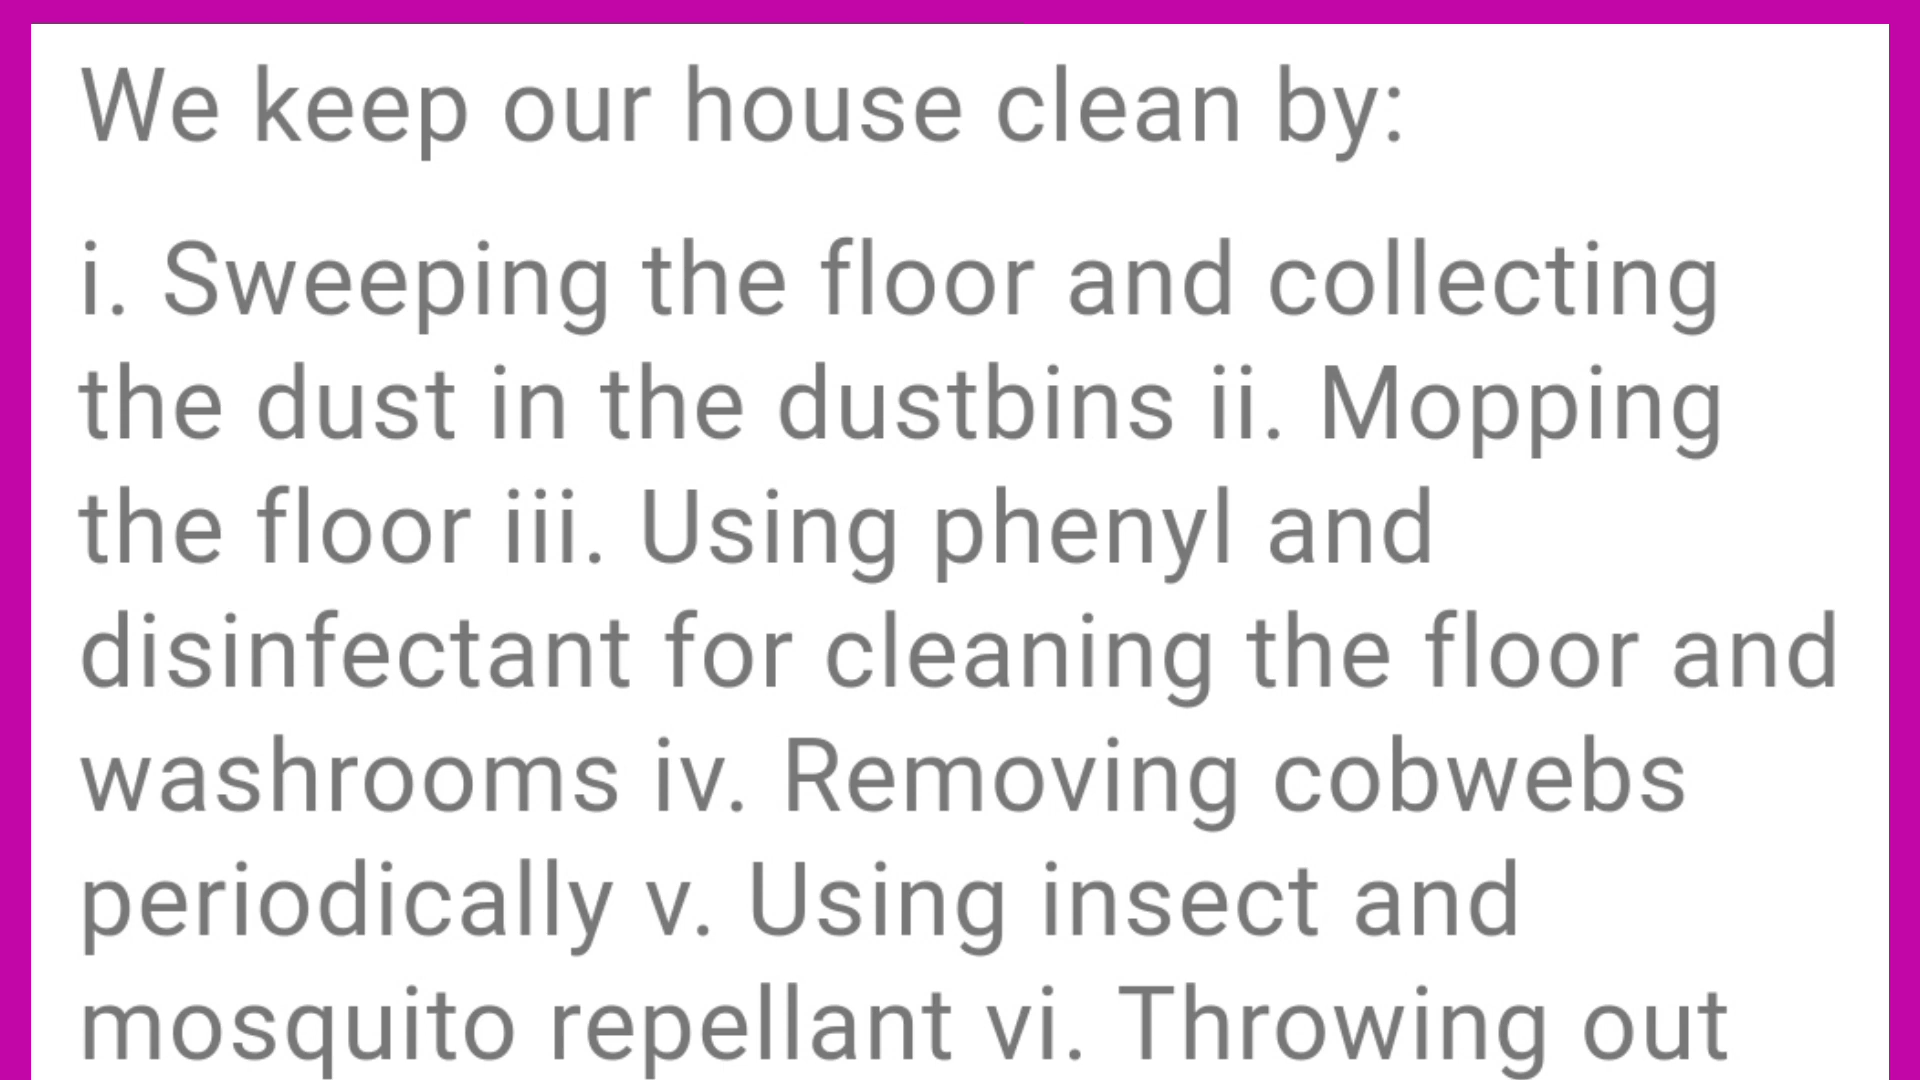 We keep our house clean by:
i. Sweeping the floor and collecting
the dust in the dustbins ii. Mopping
the floor iii. Using phenyl and
disinfectant for cleaning the floor and
washrooms iv. Removing cobwebs
periodically v. Using insect and
mosquito repellant vi. Throwing out